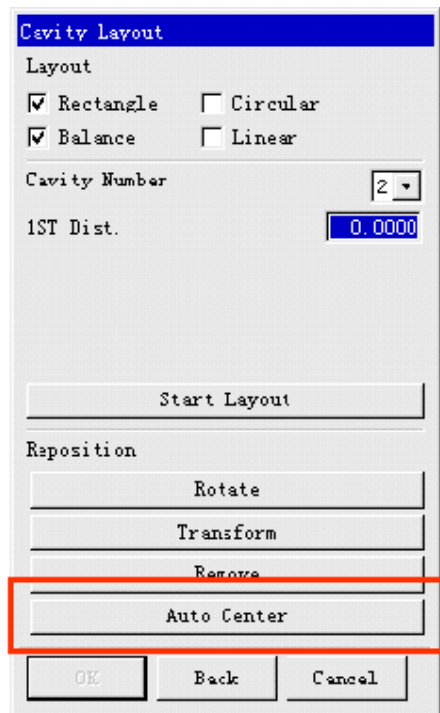 Cavity Layout
Layout
Rectangle Circular
Balance Linear
Cavity Number 2
1ST Dist. 0.0000
Start Layout
Reposition
Rotate
Transform
Remove
Auto Center
OK Back Cancel